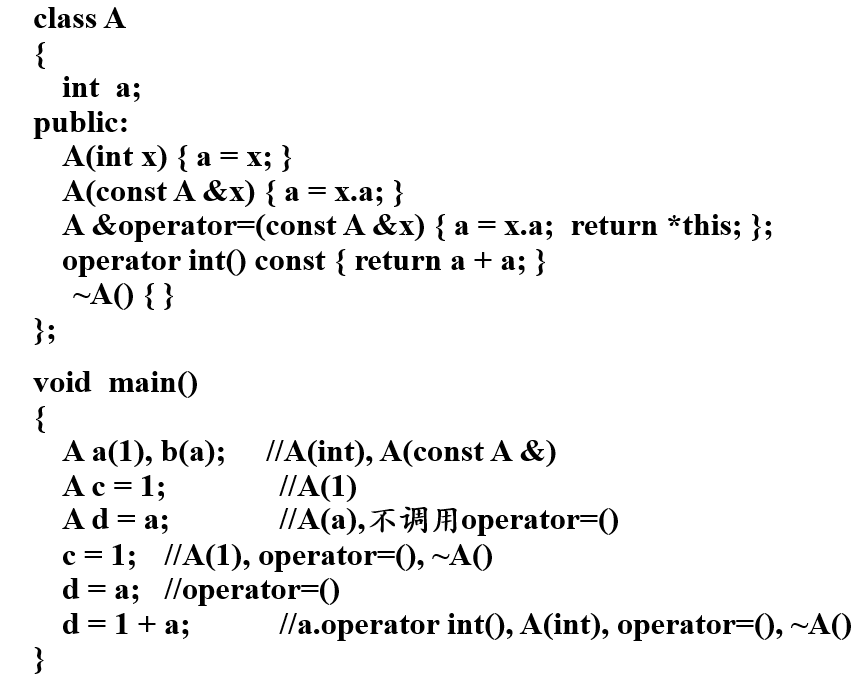 class A
{
int a;
public:
A(int x) { a = x; }
A(const A &x) { a = x.a; }
A &operator=(const A &x) { a = x.a; return *this; };
operator int() const { return a + a; }
~A() { }
};
void main()
{
A a(1), b(a); //A(int), A(const A &)
A c = 1; //A(1)
A d = a; //A(a),不调用operator=()
c = 1; //A(1), operator=(), ~A()
d = a; //operator=()
d = 1 + a; //a.operator int(), A(int), operator=(), ~A()
}